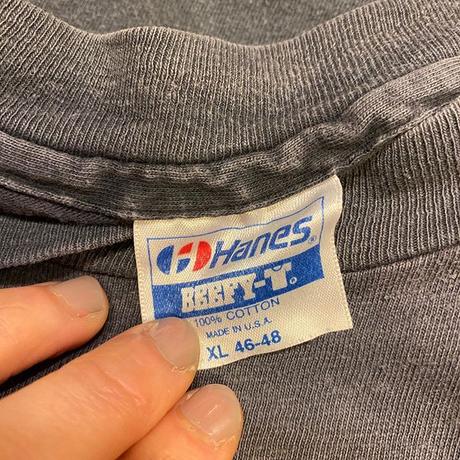 Hanes®
BEEFY-T®
100% COTTON
MADE IN U.S.A.
XL 46-48